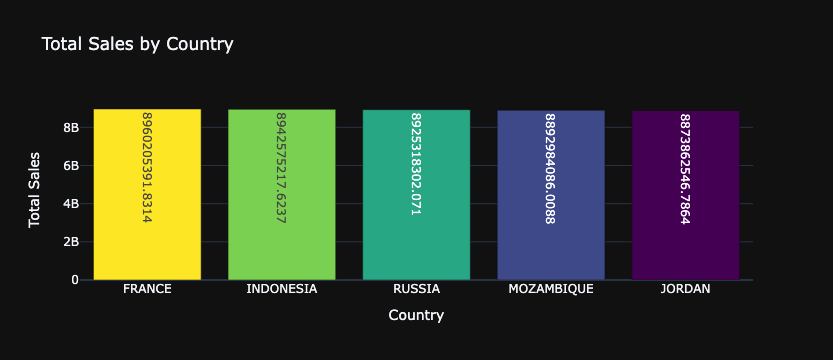 Total Sales by Country
Total Sales
8B
6B
4B
2B
0
8960205391.8314
8942575217.6237
8925318302.071
8892984086.0088
8873862546.7864
FRANCE
INDONESIA
RUSSIA
MOZAMBIQUE
JORDAN
Country